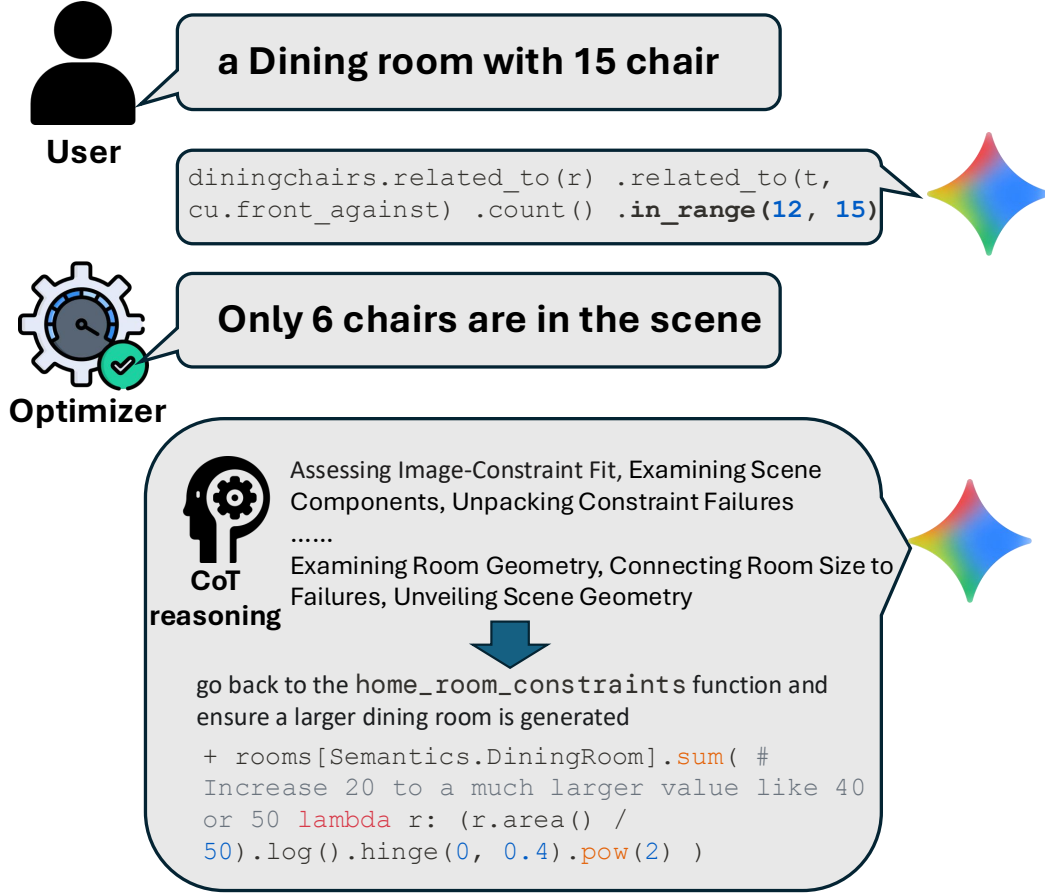 a Dining room with 15 chair
User
diningchairs.related_to(r) .related_to(t,
cu.front_against) .count() .in_range(12, 15)
Only 6 chairs are in the scene
Optimizer
Assessing Image-Constraint Fit, Examining Scene
Components, Unpacking Constraint Failures
......
Examining Room Geometry, Connecting Room Size to
Failures, Unveiling Scene Geometry
CoT
reasoning
go back to the home_room_constraints function and
ensure a larger dining room is generated
+ rooms[Semantics.DiningRoom].sum( #
Increase 20 to a much larger value like 40
or 50 lambda r: (r.area() /
50).log().hinge(0, 0.4).pow(2) )